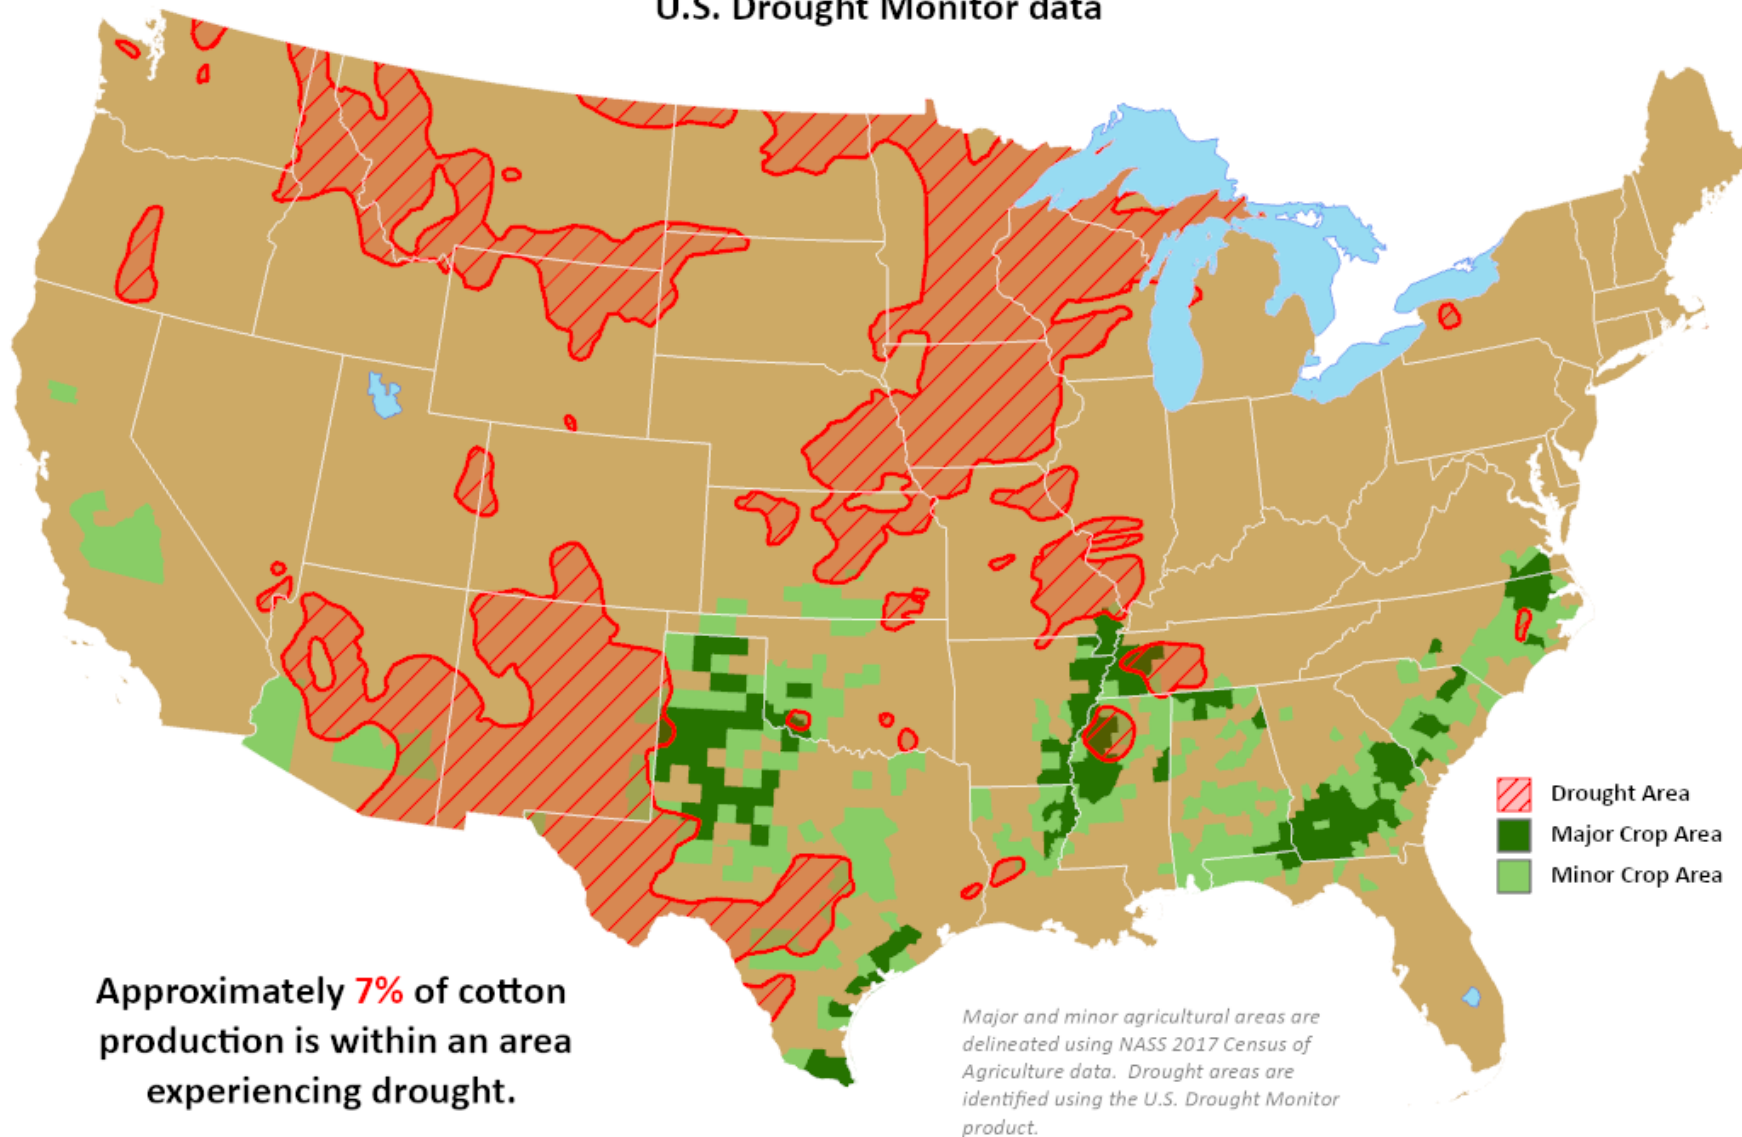 U.S. Drought Monitor data
Drought Area
Major Crop Area
Minor Crop Area
Approximately 7% of cotton
production is within an area
experiencing drought.
Major and minor agricultural areas are
delineated using NASS 2017 Census of
Agriculture data.  Drought areas are
identified using the U.S. Drought Monitor
product.